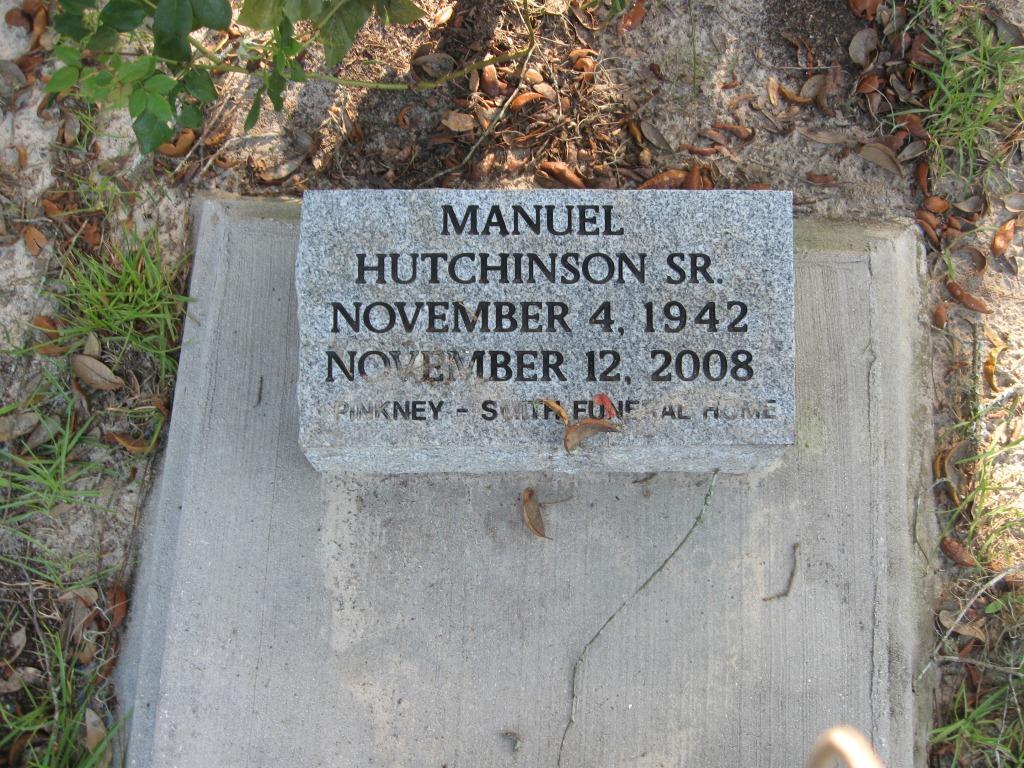 MANUEL
HUTCHINSON SR.
NOVEMBER 4, 1942
NOVEMBER 12, 2008
PINKNEY - SMITH FUNERAL HOME